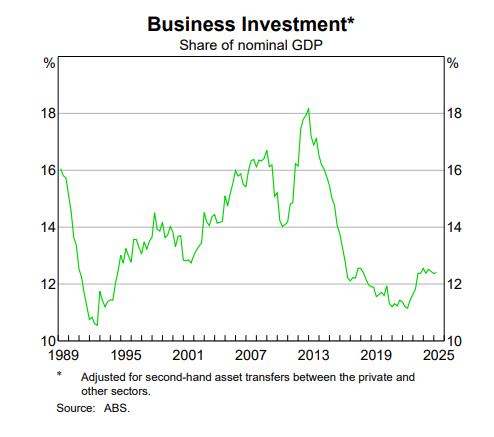 Business Investment*
Share of nominal GDP
% %
18 18
16 16
14 14
12 12
10 10
1989 1995 2001 2007 2013 2019 2025
* Adjusted for second-hand asset transfers between the private and
other sectors.
Source: ABS.